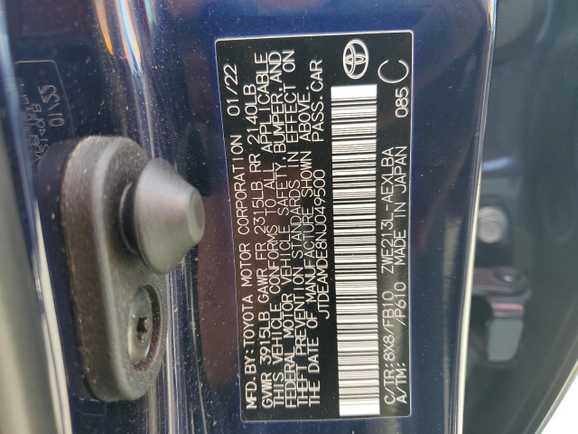 MFD.BY: TOYOTA MOTOR CORPORATION 01/22
GVWR 3915LB GAWR FR 2315LB RR 2140LB
THIS VEHICLE CONFORMS TO ALL APPLICABLE
FEDERAL MOTOR VEHICLE SAFETY, BUMPER, AND
THEFT PREVENTION STANDARDS IN EFFECT ON
THE DATE OF MANUFACTURE SHOWN ABOVE.
JTDEAMDE8NJ049500 PASS.CAR
C/TR: 8X8/FB10 ZWE213L-AEXLBA
A/TM: /P610 MADE IN JAPAN 085 C